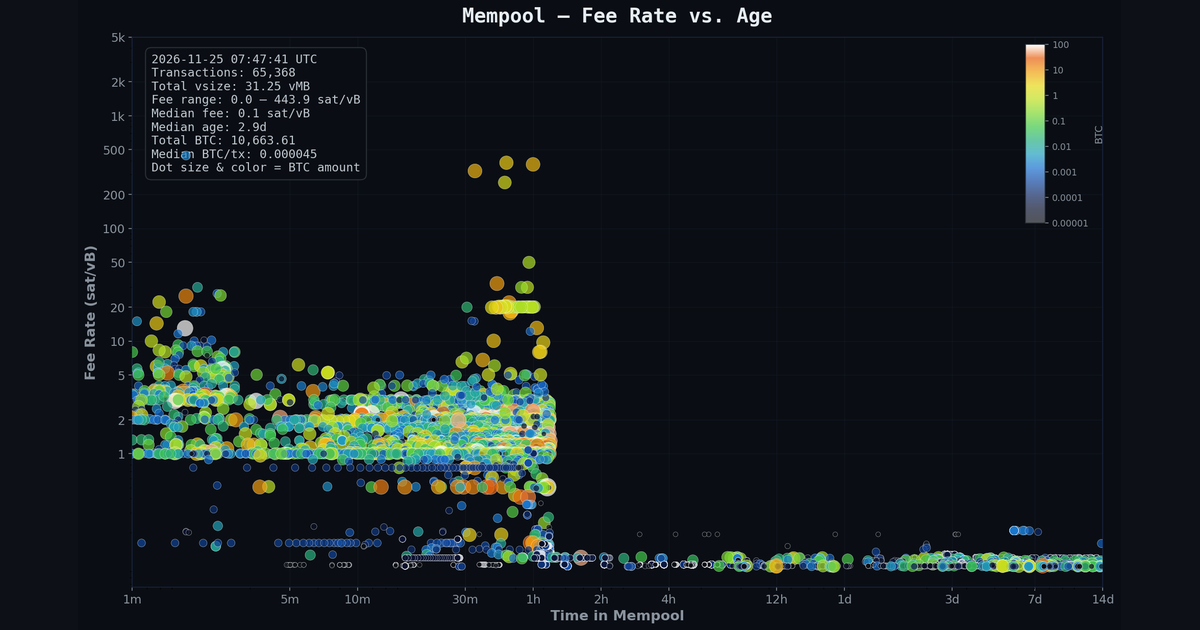 Mempool — Fee Rate vs. Age
5k
2k
1k
500
200
100
50
20
10
5
2
1
Fee Rate (sat/vB)
2026-11-25 07:47:41 UTC
Transactions: 65,368
Total vsize: 31.25 vMB
Fee range: 0.0 – 443.9 sat/vB
Median fee: 0.1 sat/vB
Median age: 2.9d
Total BTC: 10,663.61
Median BTC/tx: 0.000045
Dot size & color = BTC amount
100
10
1
0.1
0.01
0.001
0.0001
0.00001
BTC
1m 5m 10m 30m 1h 2h 4h 12h 1d 3d 7d 14d
Time in Mempool